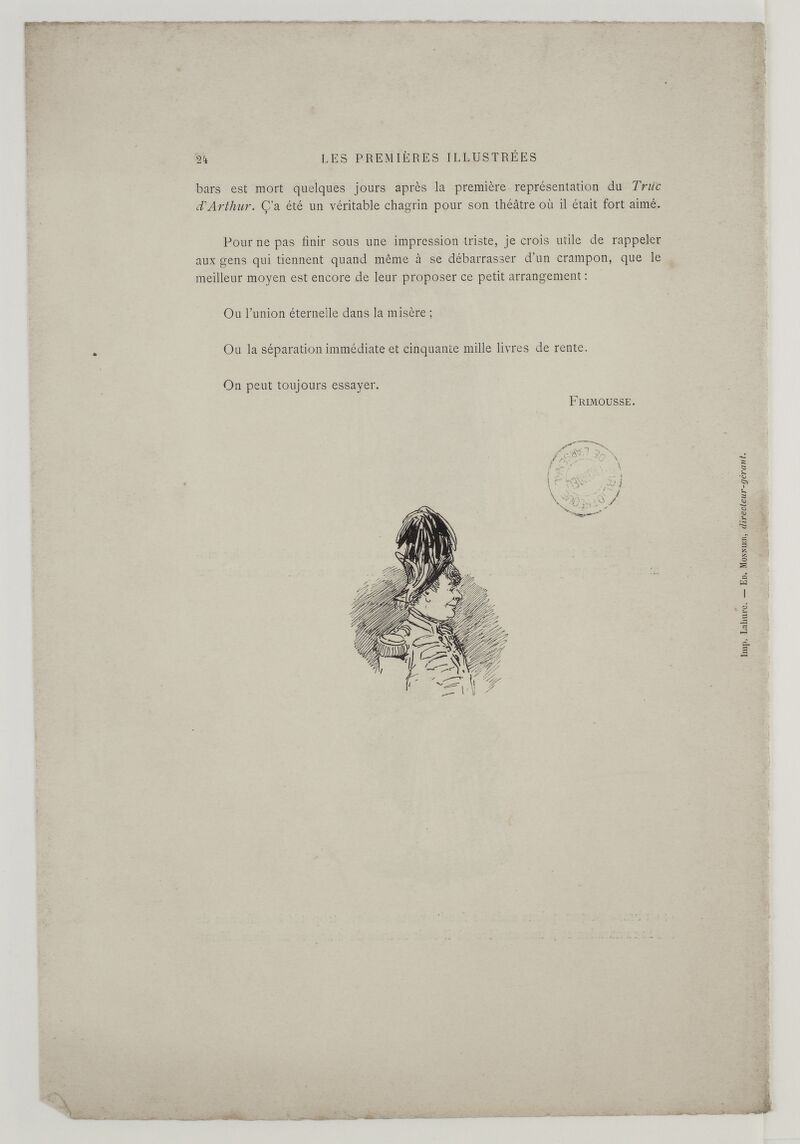 24
LES PREMIÈRES ILLUSTRÉES
bars est mort quelques jours après la première représentation du Truc
d'Arthur. Ç'a été un véritable chagrin pour son théâtre où il était fort aimé.
Pour ne pas finir sous une impression triste, je crois utile de rappeler
aux gens qui tiennent quand même à se débarrasser d'un crampon, que le
meilleur moyen est encore de leur proposer ce petit arrangement :
Ou l'union éternelle dans la misère ;
Ou la séparation immédiate et cinquante mille livres de rente.
On peut toujours essayer.
FRIMOUSSE.
Imp. Lahure. — ED. MONNIER, directeur-gérant.